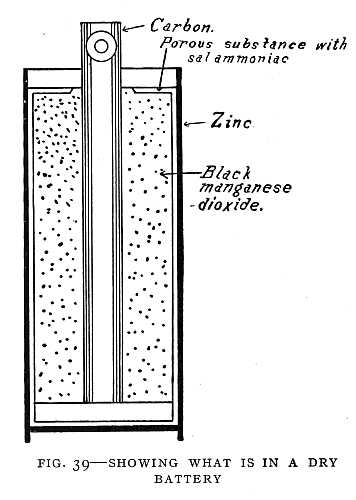 Carbon.
Porous substance with
sal ammoniac
Zinc
Black
manganese
dioxide.
FIG. 39—SHOWING WHAT IS IN A DRY
BATTERY